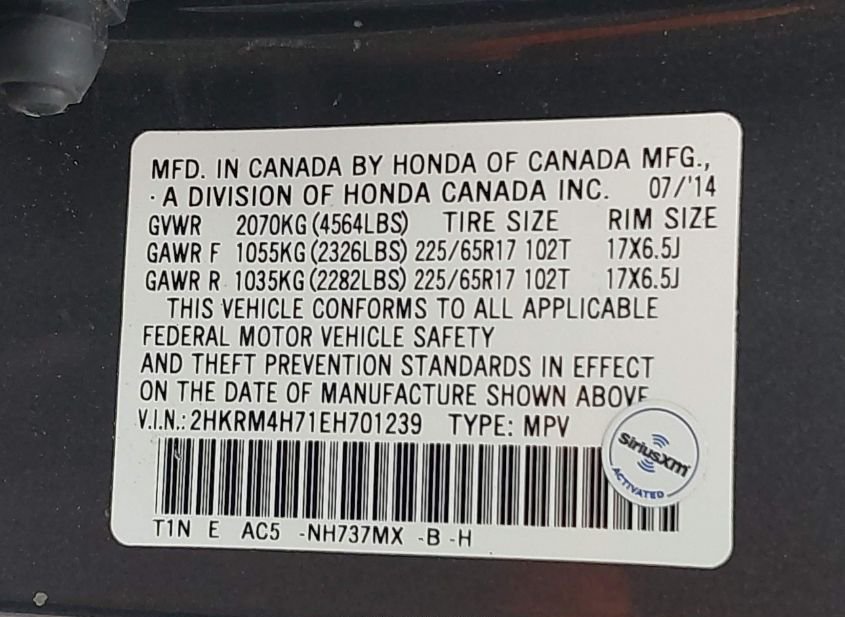 MFD. IN CANADA BY HONDA OF CANADA MFG.,
·A DIVISION OF HONDA CANADA INC. 07/'14
GVWR 2070KG(4564LBS) TIRE SIZE RIM SIZE
GAWR F 1055KG(2326LBS) 225/65R17 102T 17X6.5J
GAWR R 1035KG(2282LBS) 225/65R17 102T 17X6.5J
THIS VEHICLE CONFORMS TO ALL APPLICABLE
FEDERAL MOTOR VEHICLE SAFETY
AND THEFT PREVENTION STANDARDS IN EFFECT
ON THE DATE OF MANUFACTURE SHOWN ABOVE
V.I.N.: 2HKRM4H71EH701239 TYPE: MPV
siriusxm
ACTIVATED
T1N E AC5 -NH737MX -B -H